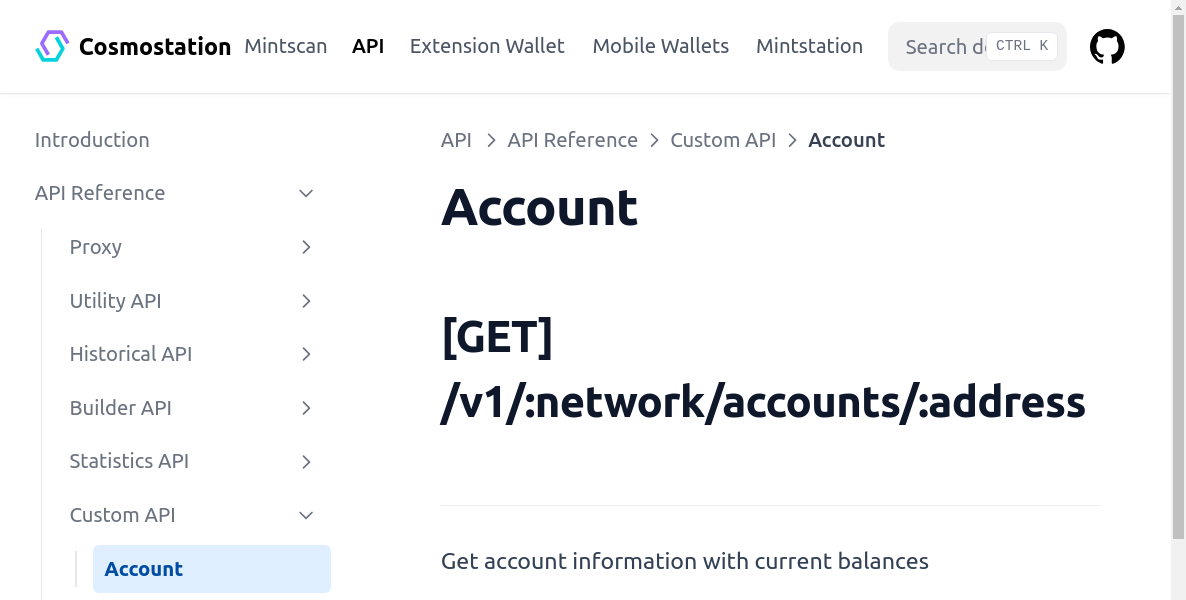 Cosmostation Mintscan API Extension Wallet Mobile Wallets Mintstation Search do CTRL K
Introduction
API Reference
Proxy
Utility API
Historical API
Builder API
Statistics API
Custom API
Account
API > API Reference > Custom API > Account
Account
[GET]
/v1/:network/accounts/:address
Get account information with current balances